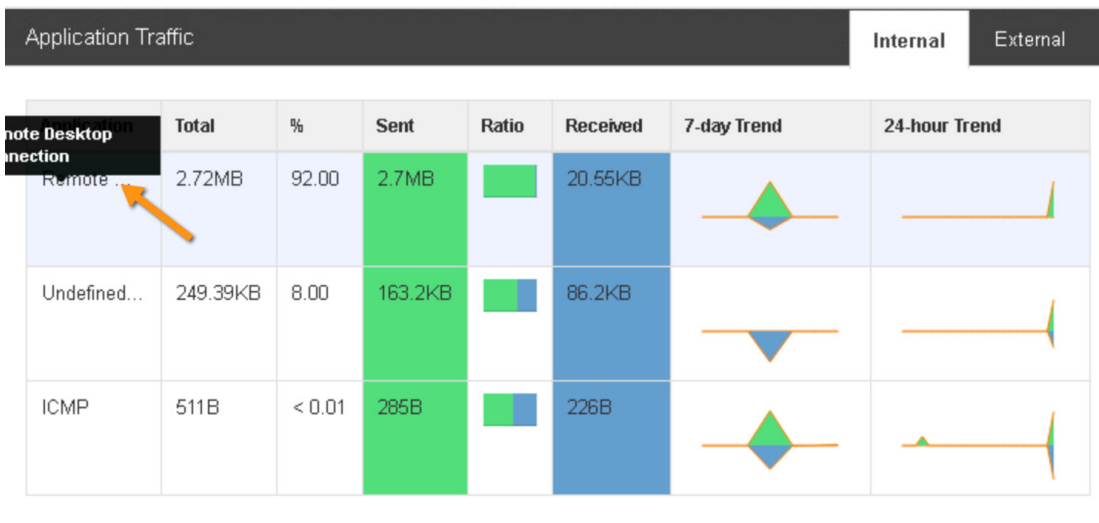 Application Traffic
Internal
External
Application Total % Sent Ratio Received 7-day Trend 24-hour Trend
note Desktop
nnection
Remote ... 2.72MB 92.00 2.7MB 20.55KB
Undefined... 249.39KB 8.00 163.2KB 86.2KB
ICMP 511B < 0.01 285B 226B